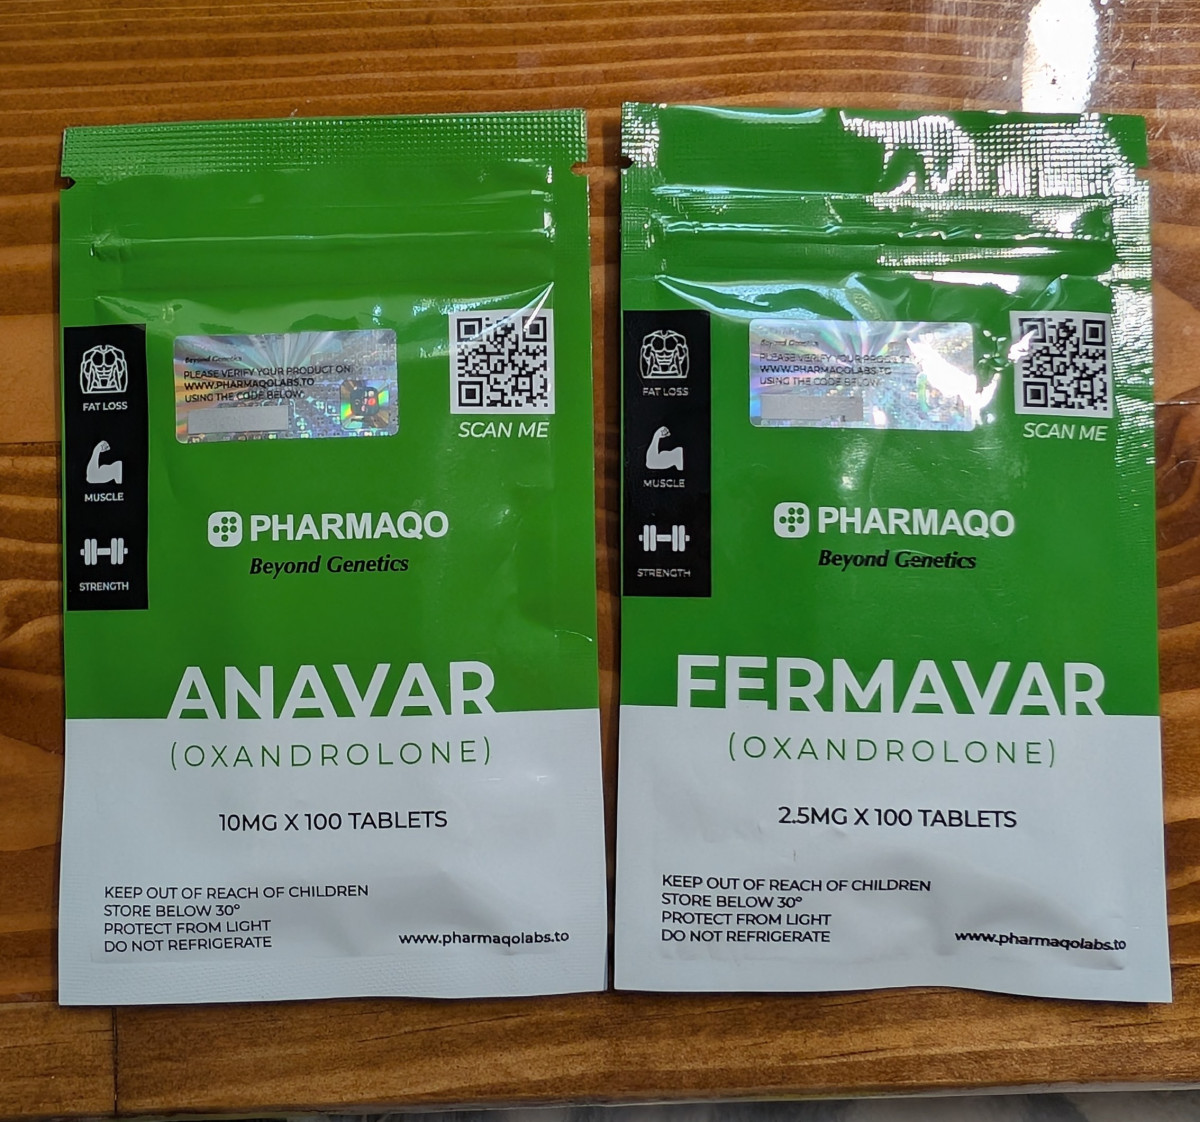 Beyond Genetics
PLEASE VERIFY YOUR PRODUCT ON:
WWW.PHARMAQOLABS.TO
USING THE CODE BELOW:
SCAN ME
FAT LOSS
MUSCLE
STRENGTH
PHARMAQO
Beyond Genetics
ANAVAR
(OXANDROLONE)
10MG X 100 TABLETS
KEEP OUT OF REACH OF CHILDREN
STORE BELOW 30°
PROTECT FROM LIGHT
DO NOT REFRIGERATE
www.pharmaqolabs.to
Beyond Genetics
PLEASE VERIFY YOUR
WWW.PHARMAQOLABS.TO
USING THE CODE BELOW
SCAN ME
FAT LOSS
MUSCLE
STRENGTH
PHARMAQO
Beyond Genetics
FERMAVAR
(OXANDROLONE)
2.5MG X 100 TABLETS
KEEP OUT OF REACH OF CHILDREN
STORE BELOW 30°
PROTECT FROM LIGHT
DO NOT REFRIGERATE
www.pharmaqolabs.to